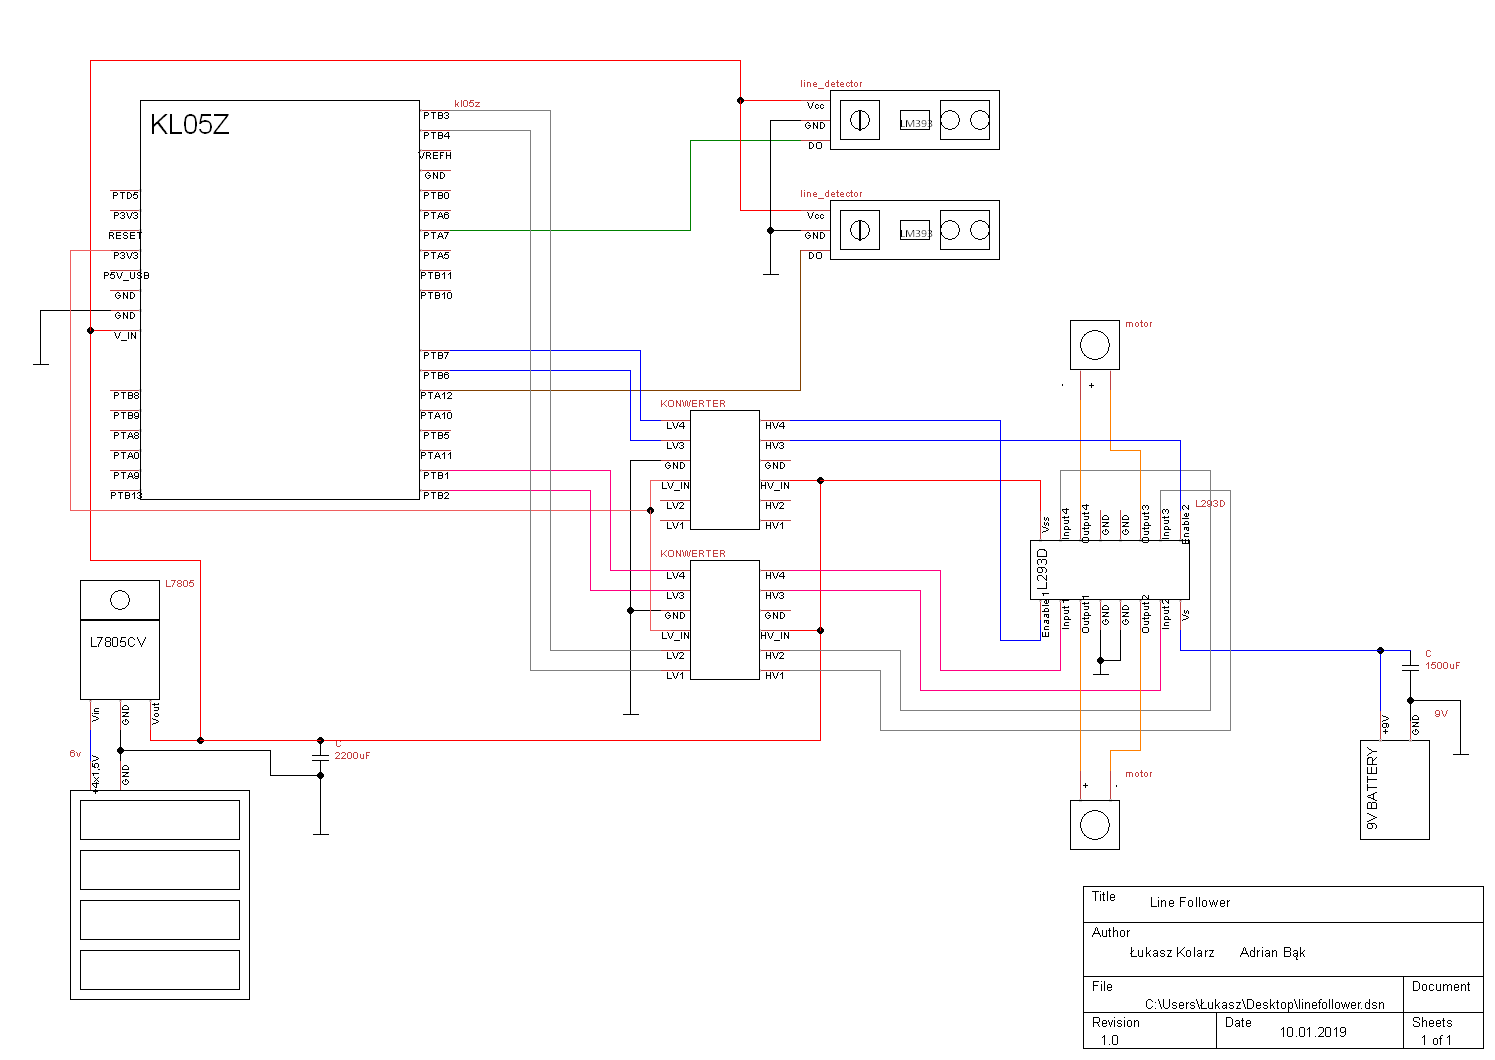 KL05Z
kl05z
PTB3
PTB4
VREFH
GND
PTB0
PTA6
PTA7
PTA5
PTB11
PTB10
PTB7
PTB6
PTA12
PTA10
PTB5
PTA11
PTB1
PTB2
PTD5
P3V3
RESET
P3V3
P5V_USB
GND
GND
V_IN
PTB8
PTB9
PTA8
PTA0
PTA9
PTB13
line_detector
Vcc
GND
DO
LM393
line_detector
Vcc
GND
DO
LM393
motor
- +
KONWERTER
LV4 HV4
LV3 HV3
GND GND
LV_IN HV_IN
LV2 HV2
LV1 HV1
KONWERTER
LV4 HV4
LV3 HV3
GND GND
LV_IN HV_IN
LV2 HV2
LV1 HV1
L293D
Vss
Input4
Output4
GND
GND
Output3
Input3
Enable2
L293D
Enaable1
Input1
Output1
GND
GND
Output2
Input2
Vs
motor
+ -
L7805
L7805CV
Vin
GND
Vout
6v
+4x1,5V
GND
C
2200uF
C
1500uF
9V
+9V
GND
9V BATTERY
Title
Line Follower
Author
Łukasz Kolarz Adrian Bąk
File
C:\Users\Łukasz\Desktop\linefollower.dsn
Document
Revision
1.0
Date
10.01.2019
Sheets
1 of 1